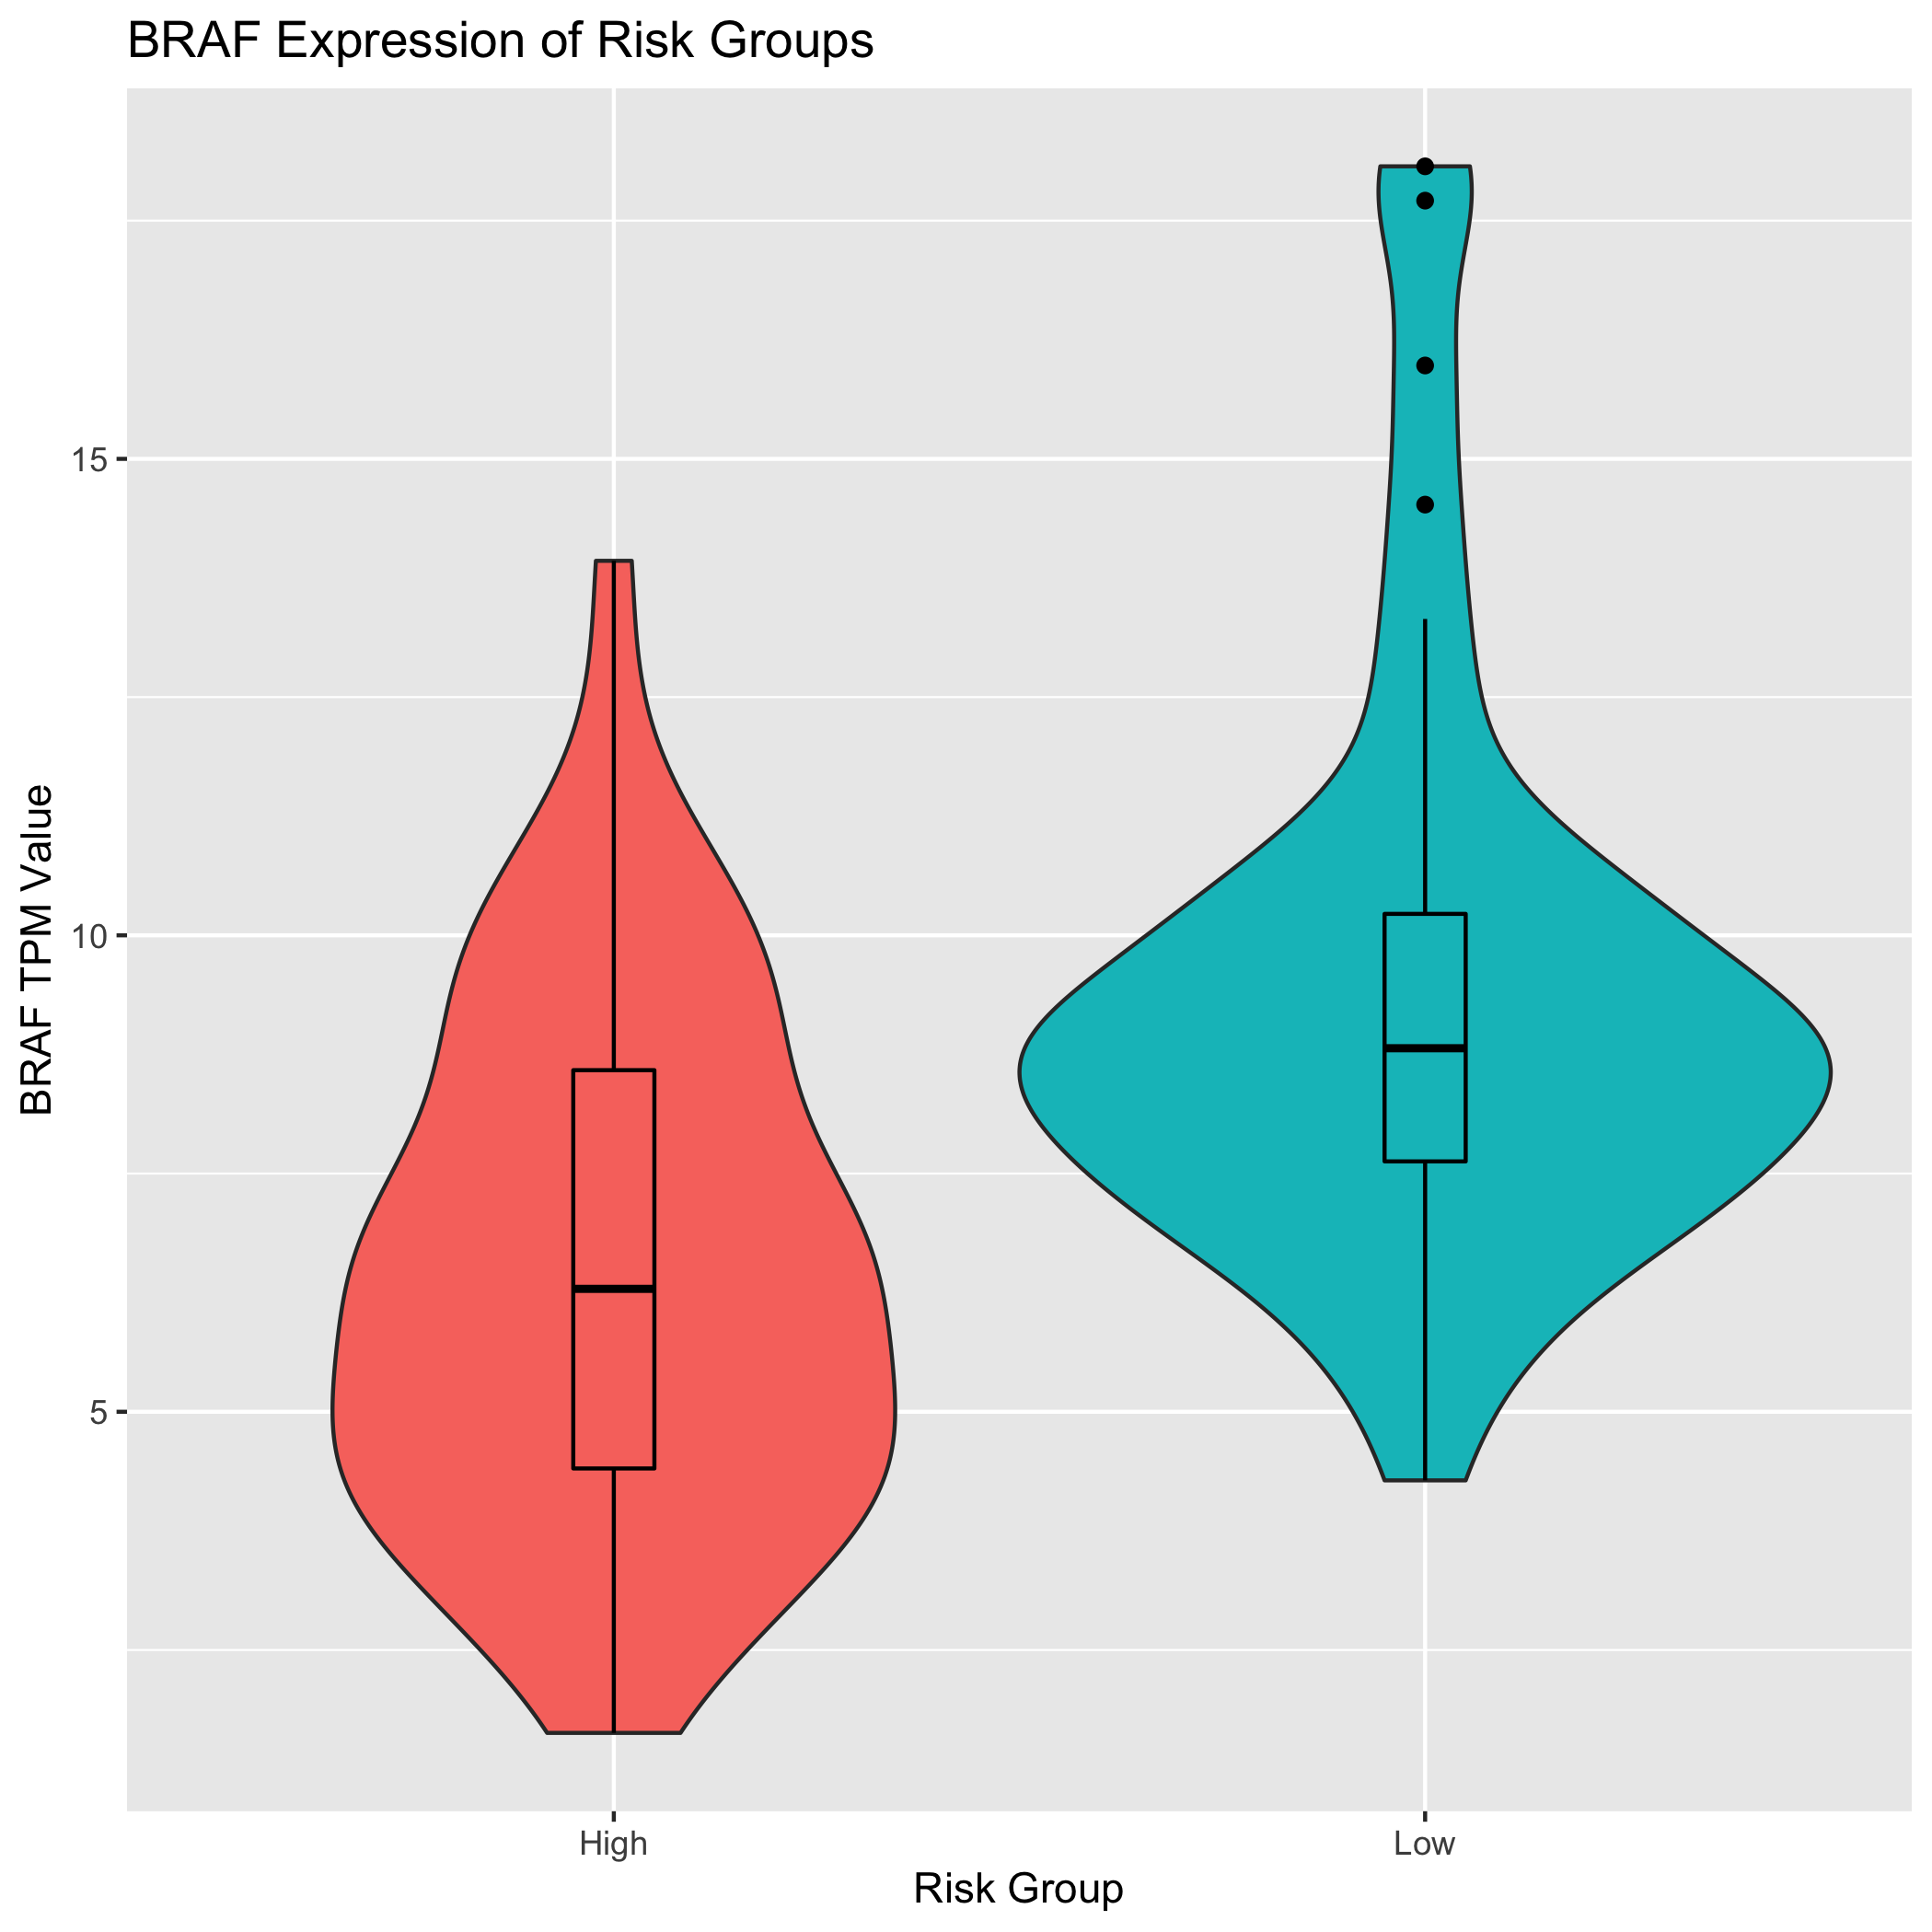 BRAF Expression of Risk Groups
BRAF TPM Value
15
10
5
High
Low
Risk Group